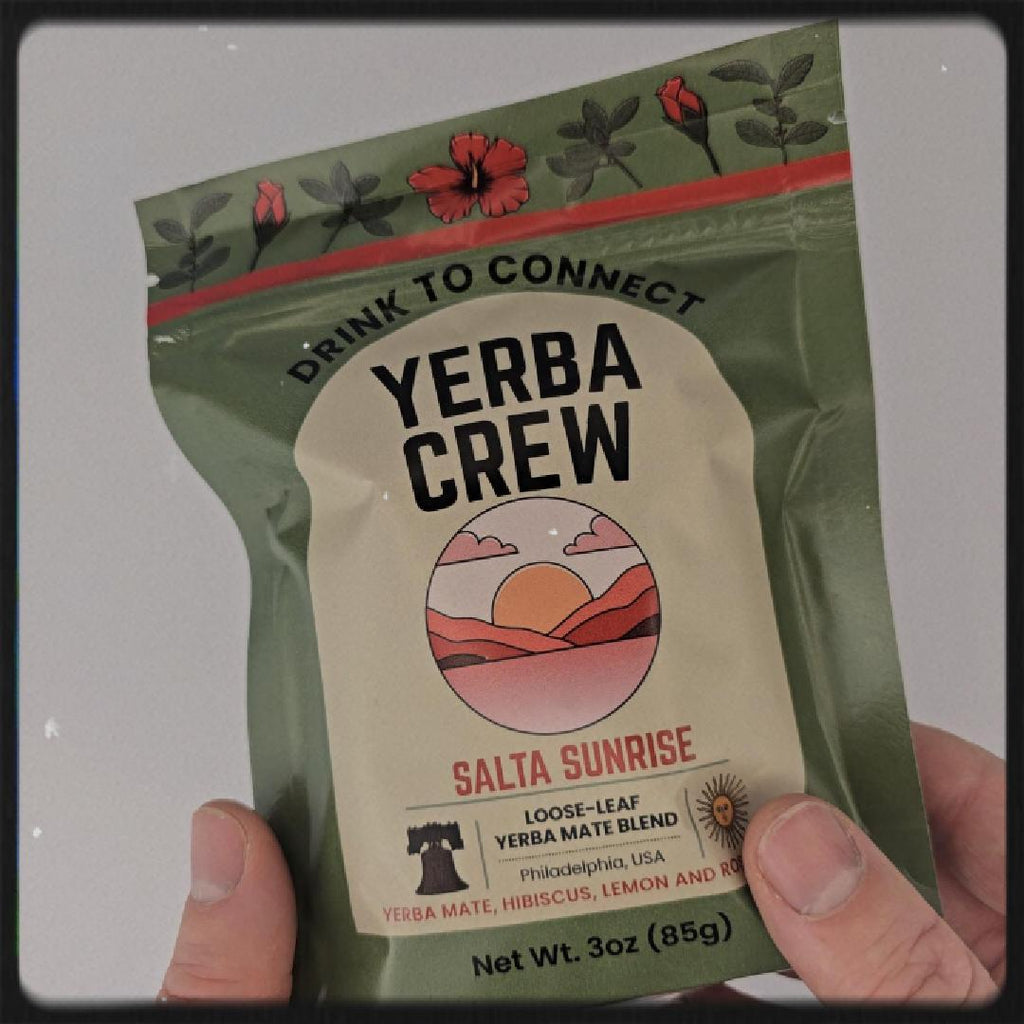 DRINK TO CONNECT
YERBA
CREW
SALTA SUNRISE
LOOSE-LEAF
YERBA MATE BLEND
Philadelphia, USA
YERBA MATE, HIBISCUS, LEMON AND
Net Wt. 3oz (85g)